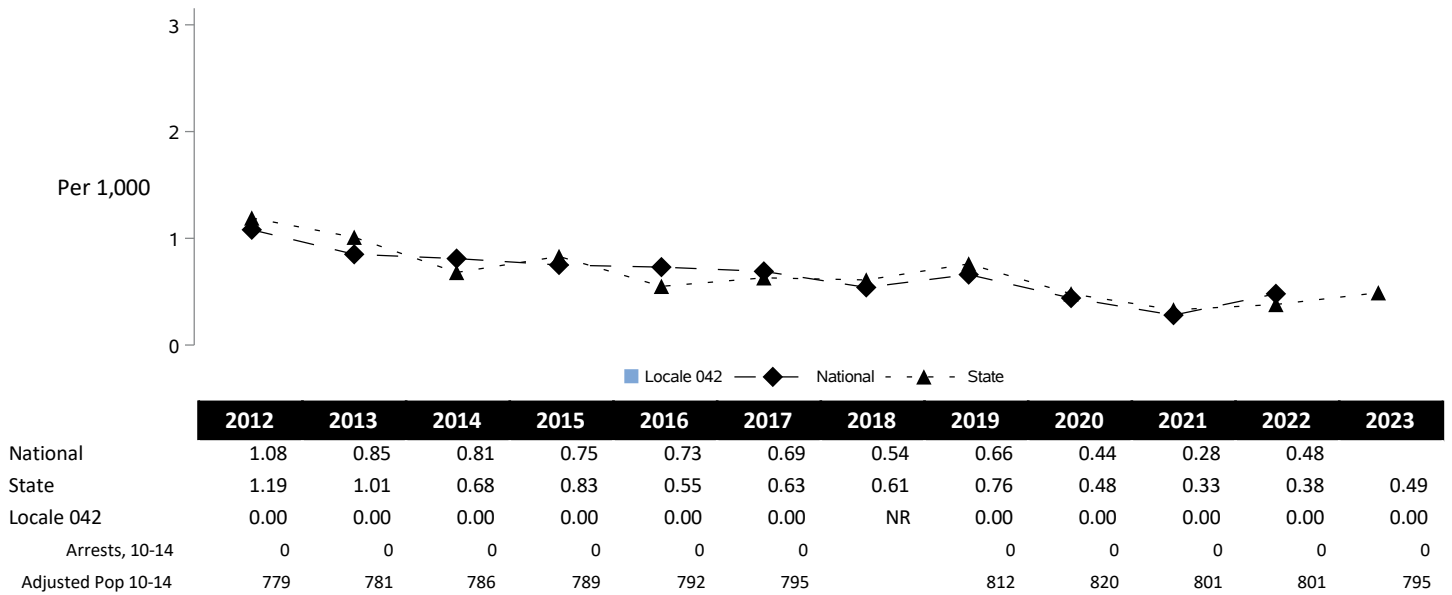 3
2
Per 1,000
1
0
Locale 042 National State
2012 2013 2014 2015 2016 2017 2018 2019 2020 2021 2022 2023
National 1.08 0.85 0.81 0.75 0.73 0.69 0.54 0.66 0.44 0.28 0.48
State 1.19 1.01 0.68 0.83 0.55 0.63 0.61 0.76 0.48 0.33 0.38 0.49
Locale 042 0.00 0.00 0.00 0.00 0.00 0.00 NR 0.00 0.00 0.00 0.00 0.00
Arrests, 10-14 0 0 0 0 0 0 0 0 0 0 0
Adjusted Pop 10-14 779 781 786 789 792 795 812 820 801 801 795